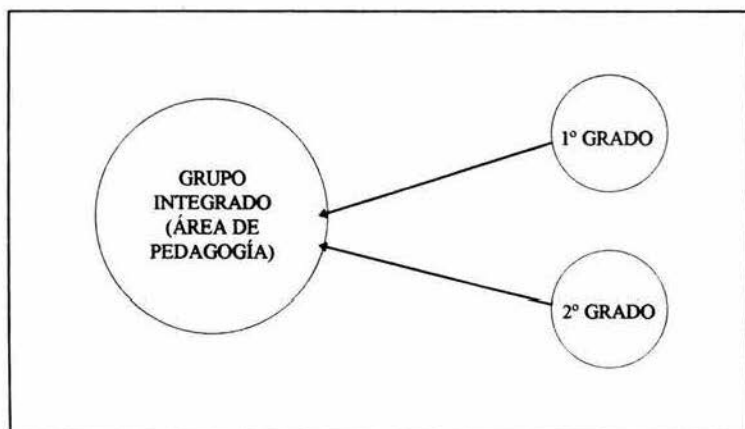 GRUPO
INTEGRADO
(ÁREA DE
PEDAGOGÍA)
1º GRADO
2º GRADO